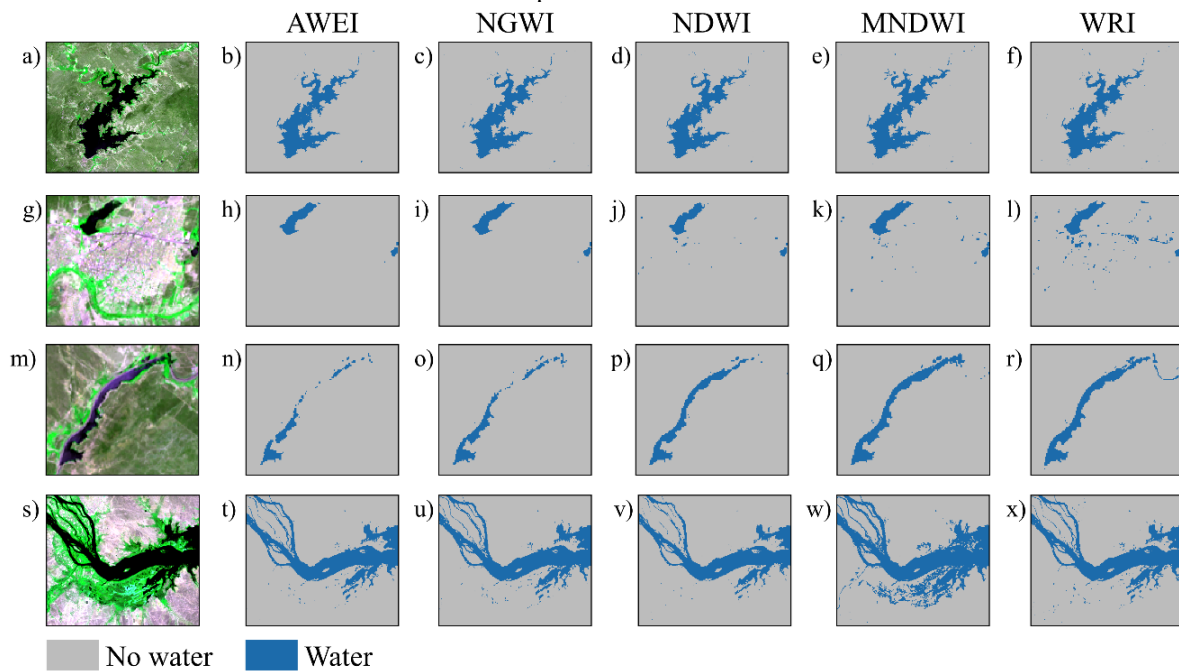 AWEI NGWI NDWI MNDWI WRI
a) b) c) d) e) f)
g) h) i) j) k) l)
m) n) o) p) q) r)
s) t) u) v) w) x)
No water Water